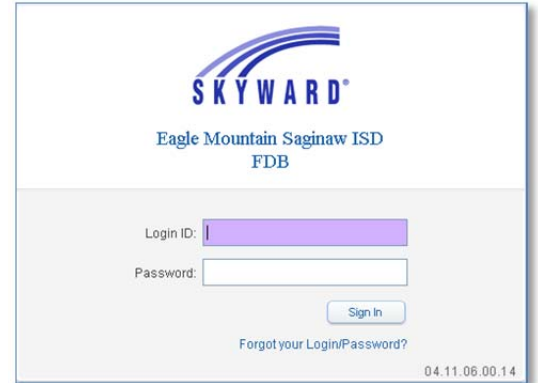 SKYWARD®
Eagle Mountain Saginaw ISD
FDB
Login ID:
Password:
Sign In
Forgot your Login/Password?
04.11.06.00.14